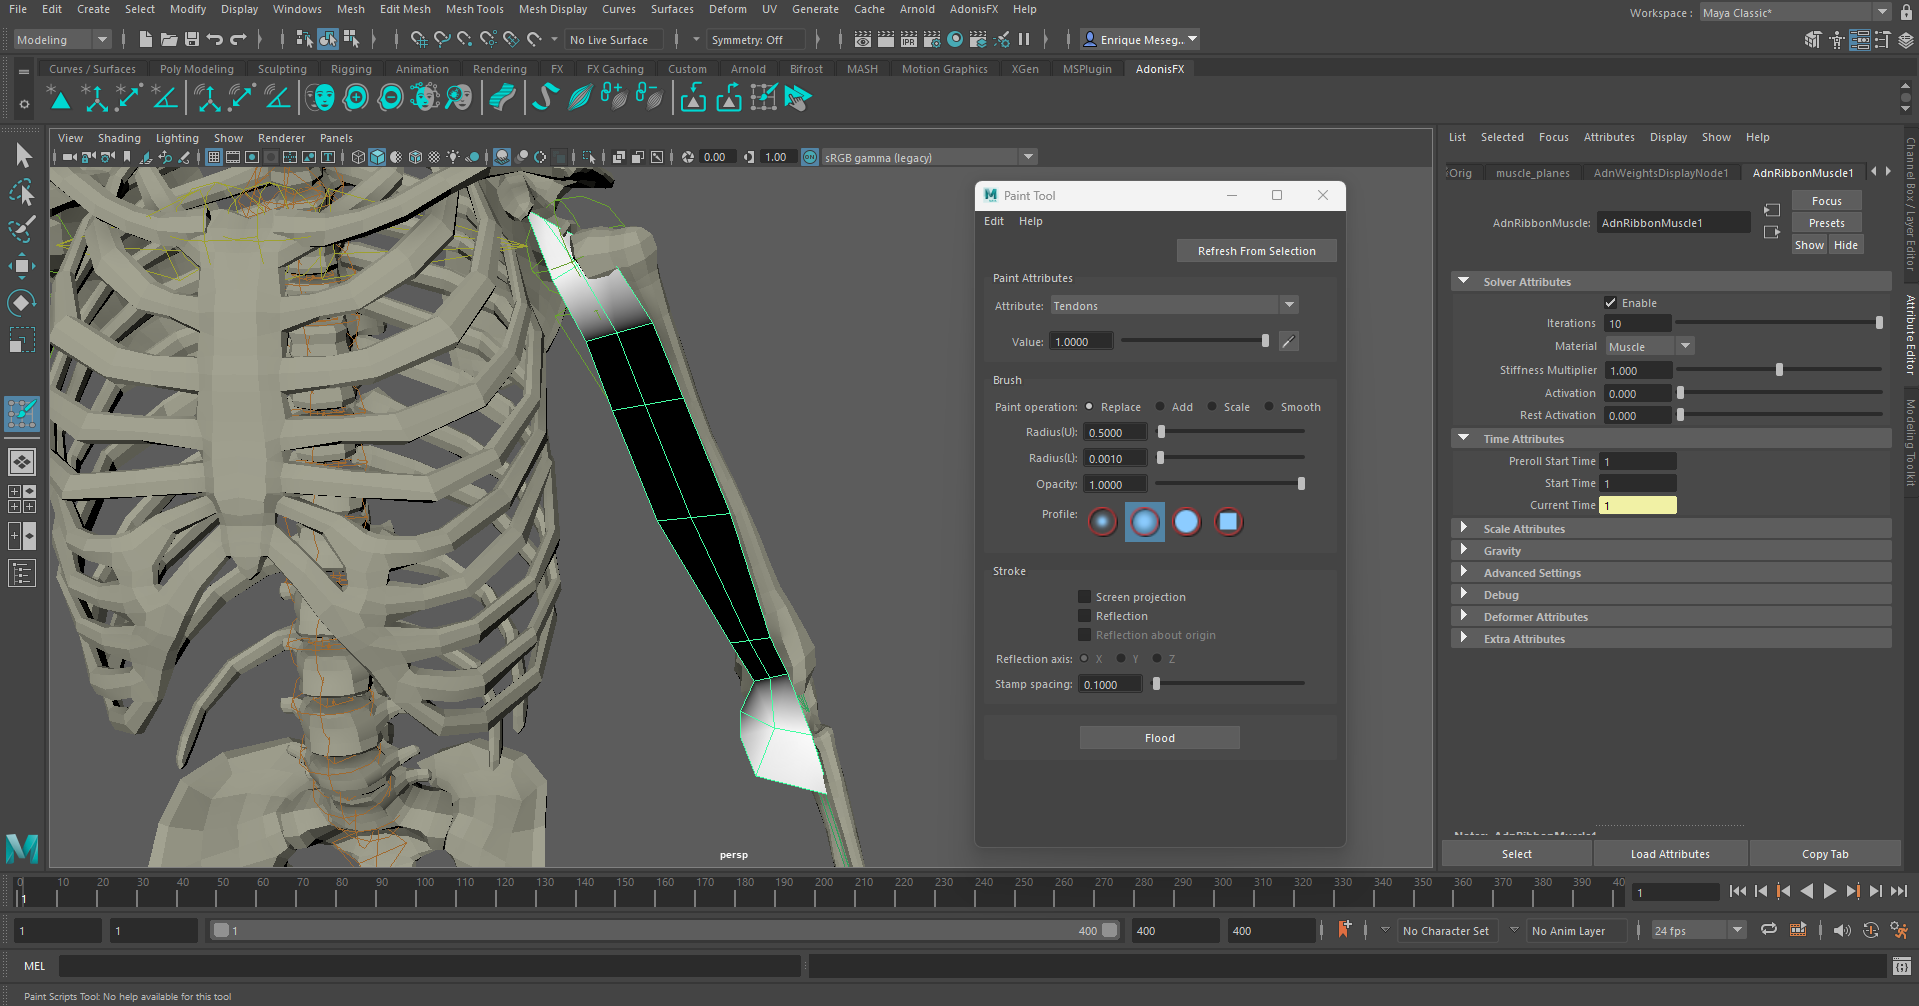 File Edit Create Select Modify Display Windows Mesh Edit Mesh Mesh Tools Mesh Display Curves Surfaces Deform UV Generate Cache Arnold AdonisFX Help
Workspace : Maya Classic*
Modeling
No Live Surface
Symmetry: Off
IPR
Enrique Meseg...
Curves / Surfaces Poly Modeling Sculpting Rigging Animation Rendering FX FX Caching Custom Arnold Bifrost MASH Motion Graphics XGen MSPlugin AdonisFX
View Shading Lighting Show Renderer Panels
0.00
1.00
ON
sRGB gamma (legacy)
persp
Paint Tool
Edit Help
Refresh From Selection
Paint Attributes
Attribute: Tendons
Value: 1.0000
Brush
Paint operation: Replace Add Scale Smooth
Radius(U): 0.5000
Radius(L): 0.0010
Opacity: 1.0000
Profile:
Stroke
Screen projection
Reflection
Reflection about origin
Reflection axis: X Y Z
Stamp spacing: 0.1000
Flood
List Selected Focus Attributes Display Show Help
Orig muscle_planes AdnWeightsDisplayNode1 AdnRibbonMuscle1
AdnRibbonMuscle: AdnRibbonMuscle1
Focus
Presets
Show Hide
Solver Attributes
Enable
Iterations 10
Material Muscle
Stiffness Multiplier 1.000
Activation 0.000
Rest Activation 0.000
Time Attributes
Preroll Start Time 1
Start Time 1
Current Time 1
Scale Attributes
Gravity
Advanced Settings
Debug
Deformer Attributes
Extra Attributes
Notes: AdnRibbonMuscle1
Select Load Attributes Copy Tab
Channel Box / Layer Editor
Attribute Editor
Modeling Toolkit
0 10 20 30 40 50 60 70 80 90 100 110 120 130 140 150 160 170 180 190 200 210 220 230 240 250 260 270 280 290 300 310 320 330 340 350 360 370 380 390 40
1
1
1 1 1 400 400 400
No Character Set
No Anim Layer
24 fps
MEL
Paint Scripts Tool: No help available for this tool